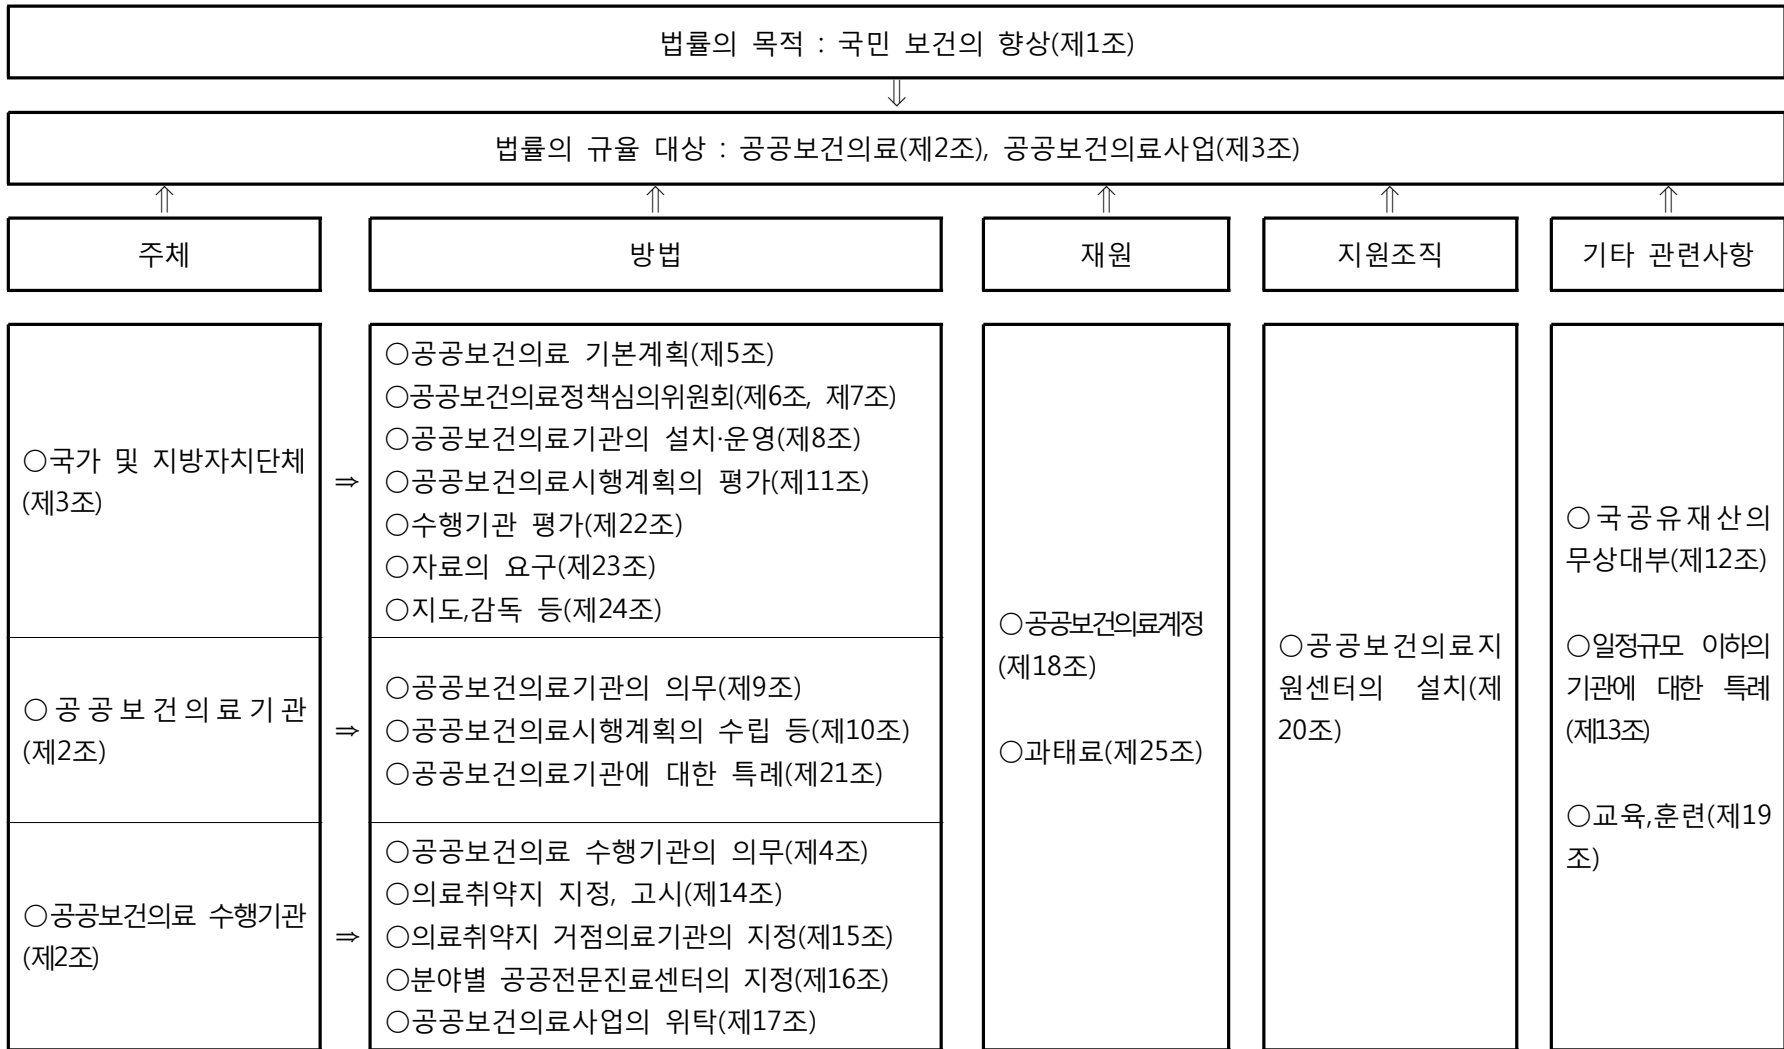 법률의 목적 : 국민 보건의 향상(제1조)
⇓
법률의 규율 대상 : 공공보건의료(제2조), 공공보건의료사업(제3조)
⇑ ⇑ ⇑ ⇑ ⇑
주체
방법
재원
지원조직
기타 관련사항
○국가 및 지방자치단체
(제3조)
⇒
○공공보건의료 기본계획(제5조)
○공공보건의료정책심의위원회(제6조, 제7조)
○공공보건의료기관의 설치·운영(제8조)
○공공보건의료시행계획의 평가(제11조)
○수행기관 평가(제22조)
○자료의 요구(제23조)
○지도,감독 등(제24조)
○공공보건의료기관
(제2조)
⇒
○공공보건의료기관의 의무(제9조)
○공공보건의료시행계획의 수립 등(제10조)
○공공보건의료기관에 대한 특례(제21조)
○공공보건의료 수행기관
(제2조)
⇒
○공공보건의료 수행기관의 의무(제4조)
○의료취약지 지정, 고시(제14조)
○의료취약지 거점의료기관의 지정(제15조)
○분야별 공공전문진료센터의 지정(제16조)
○공공보건의료사업의 위탁(제17조)
○공공보건의료계정
(제18조)
○과태료(제25조)
○공공보건의료지
원센터의 설치(제
20조)
○국공유재산의
무상대부(제12조)
○일정규모 이하의
기관에 대한 특례
(제13조)
○교육,훈련(제19
조)